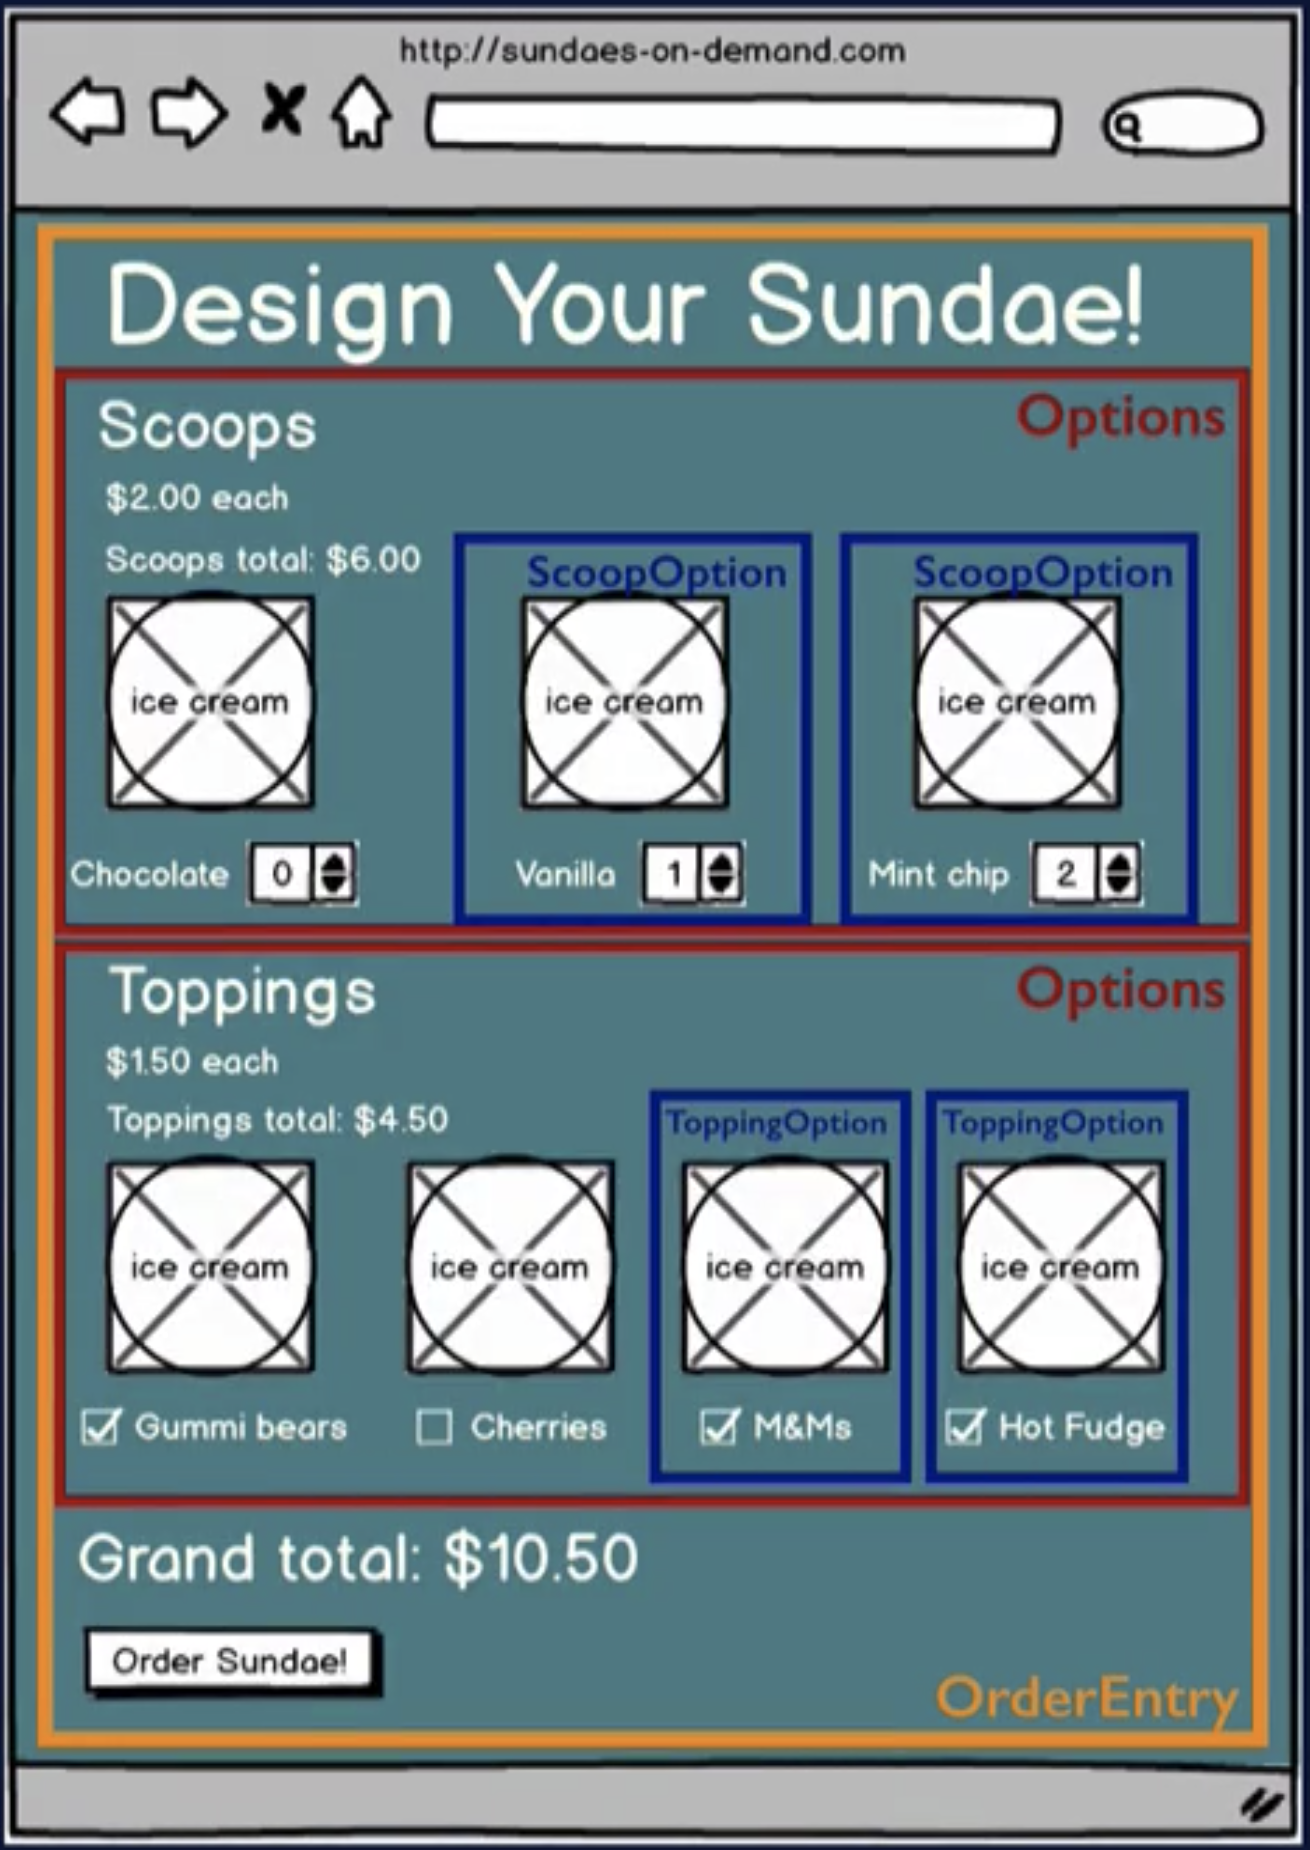 http://sundaes-on-demand.com
Design Your Sundae!
Scoops
Options
$2.00 each
Scoops total: $6.00
ScoopOption
ScoopOption
ice cream
ice cream
ice cream
Chocolate 0
Vanilla 1
Mint chip 2
Toppings
Options
$1.50 each
Toppings total: $4.50
ToppingOption
ToppingOption
ice cream
ice cream
ice cream
ice cream
Gummi bears
Cherries
M&Ms
Hot Fudge
Grand total: $10.50
Order Sundae!
OrderEntry